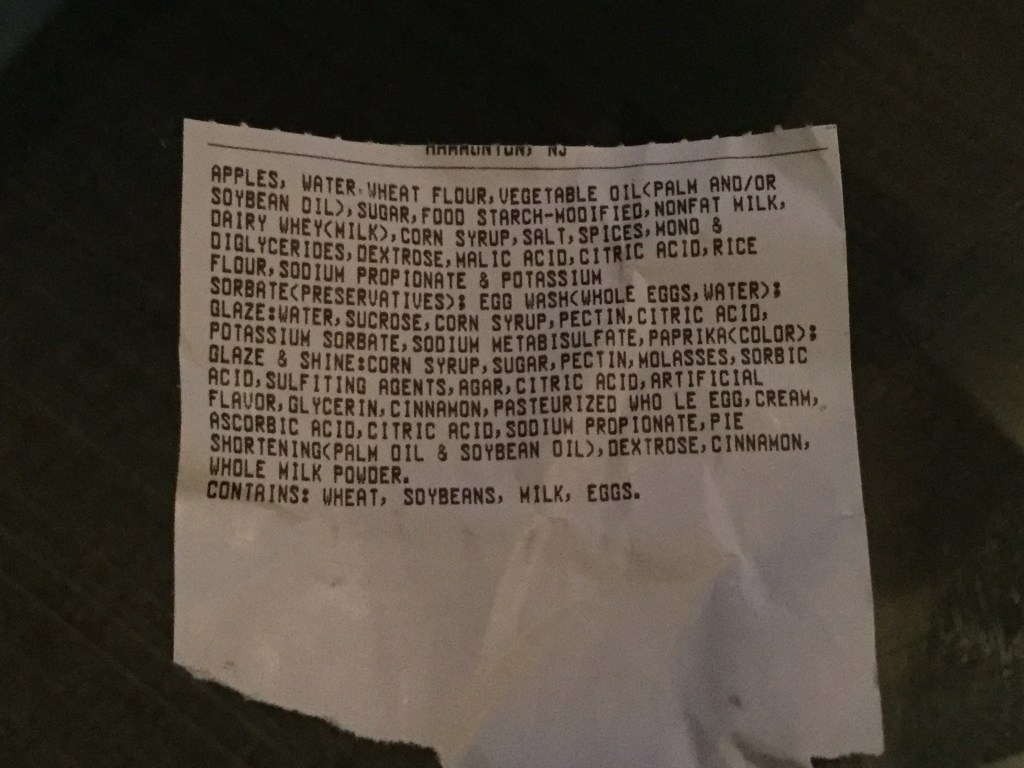 HAMMONTON, NJ
APPLES, WATER, WHEAT FLOUR, VEGETABLE OIL(PALM AND/OR
SOYBEAN OIL), SUGAR, FOOD STARCH-MODIFIED, NONFAT MILK,
DAIRY WHEY(MILK), CORN SYRUP, SALT, SPICES, MONO &
DIGLYCERIDES, DEXTROSE, MALIC ACID, CITRIC ACID, RICE
FLOUR, SODIUM PROPIONATE & POTASSIUM
SORBATE(PRESERVATIVES); EGG WASH(WHOLE EGGS, WATER);
GLAZE:WATER, SUCROSE, CORN SYRUP, PECTIN, CITRIC ACID,
POTASSIUM SORBATE, SODIUM METABISULFATE, PAPRIKA(COLOR);
GLAZE & SHINE:CORN SYRUP, SUGAR, PECTIN, MOLASSES, SORBIC
ACID, SULFITING AGENTS, AGAR, CITRIC ACID, ARTIFICIAL
FLAVOR, GLYCERIN, CINNAMON, PASTEURIZED WHO LE EGG, CREAM,
ASCORBIC ACID, CITRIC ACID, SODIUM PROPIONATE, PIE
SHORTENING(PALM OIL & SOYBEAN OIL), DEXTROSE, CINNAMON,
WHOLE MILK POWDER.
CONTAINS: WHEAT, SOYBEANS, MILK, EGGS.